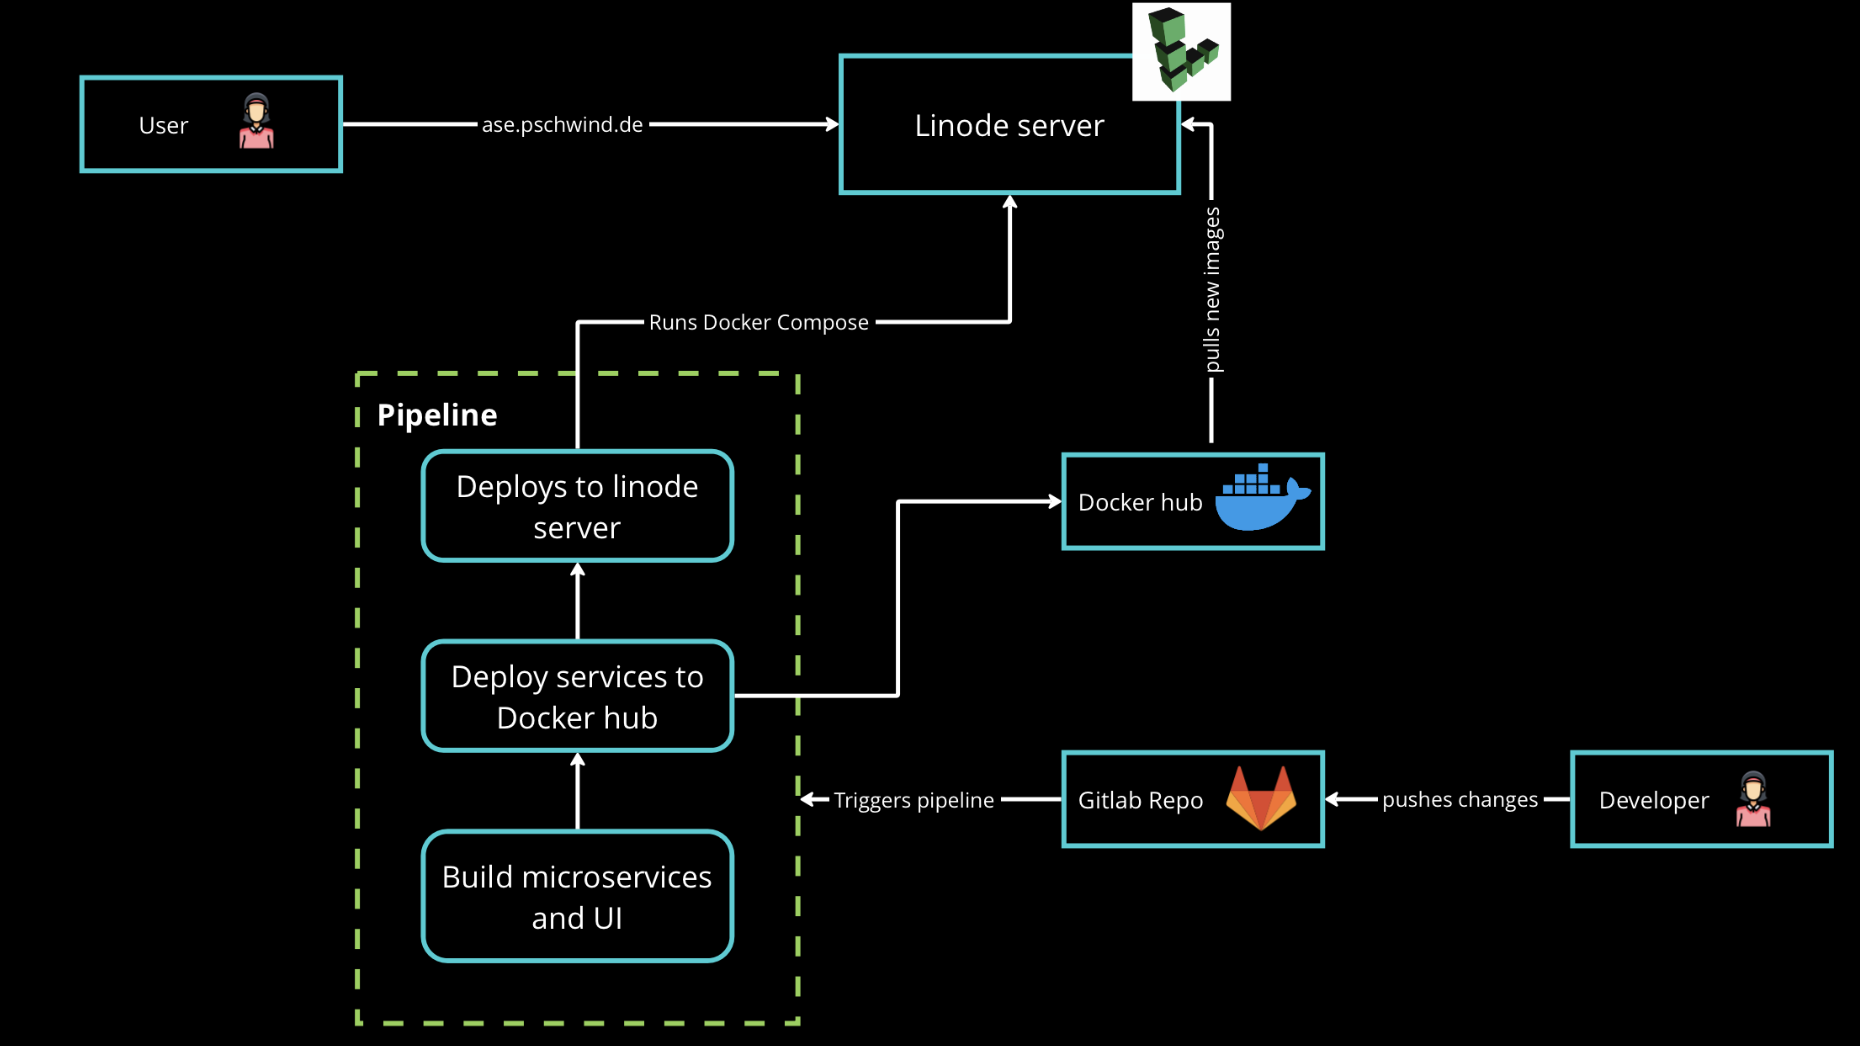 User
ase.pschwind.de
Linode server
pulls new images
Runs Docker Compose
Pipeline
Deploys to linode
server
Docker hub
Deploy services to
Docker hub
Triggers pipeline
Gitlab Repo
pushes changes
Developer
Build microservices
and UI